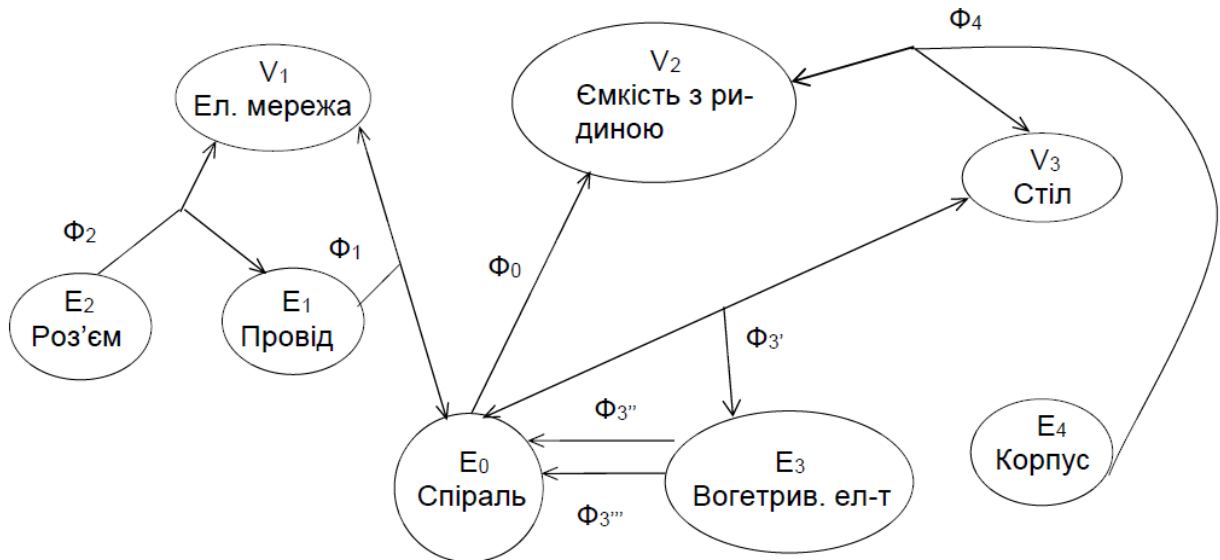 Ф4
V1
Ел. мережа
V2
Ємкість з ри-
диною
V3
Стіл
Ф2
Ф1
Ф0
E2
Роз’єм
E1
Провід
Ф3'
Ф3''
E0
Спіраль
E3
Вогетрив. ел-т
E4
Корпус
Ф3'''